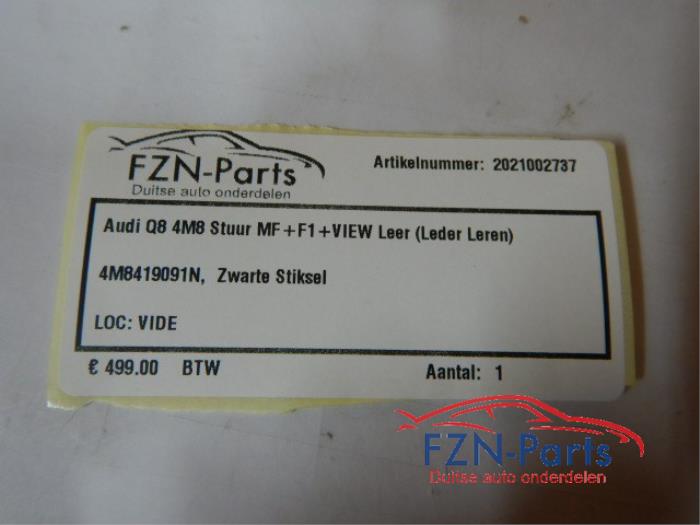 FZN-Parts
Duitse auto onderdelen
Artikelnummer: 2021002737
Audi Q8 4M8 Stuur MF+F1+VIEW Leer (Leder Leren)
4M8419091N, Zwarte Stiksel
LOC: VIDE
€ 499.00 BTW
Aantal: 1
FZN-Parts
Duitse auto onderdelen